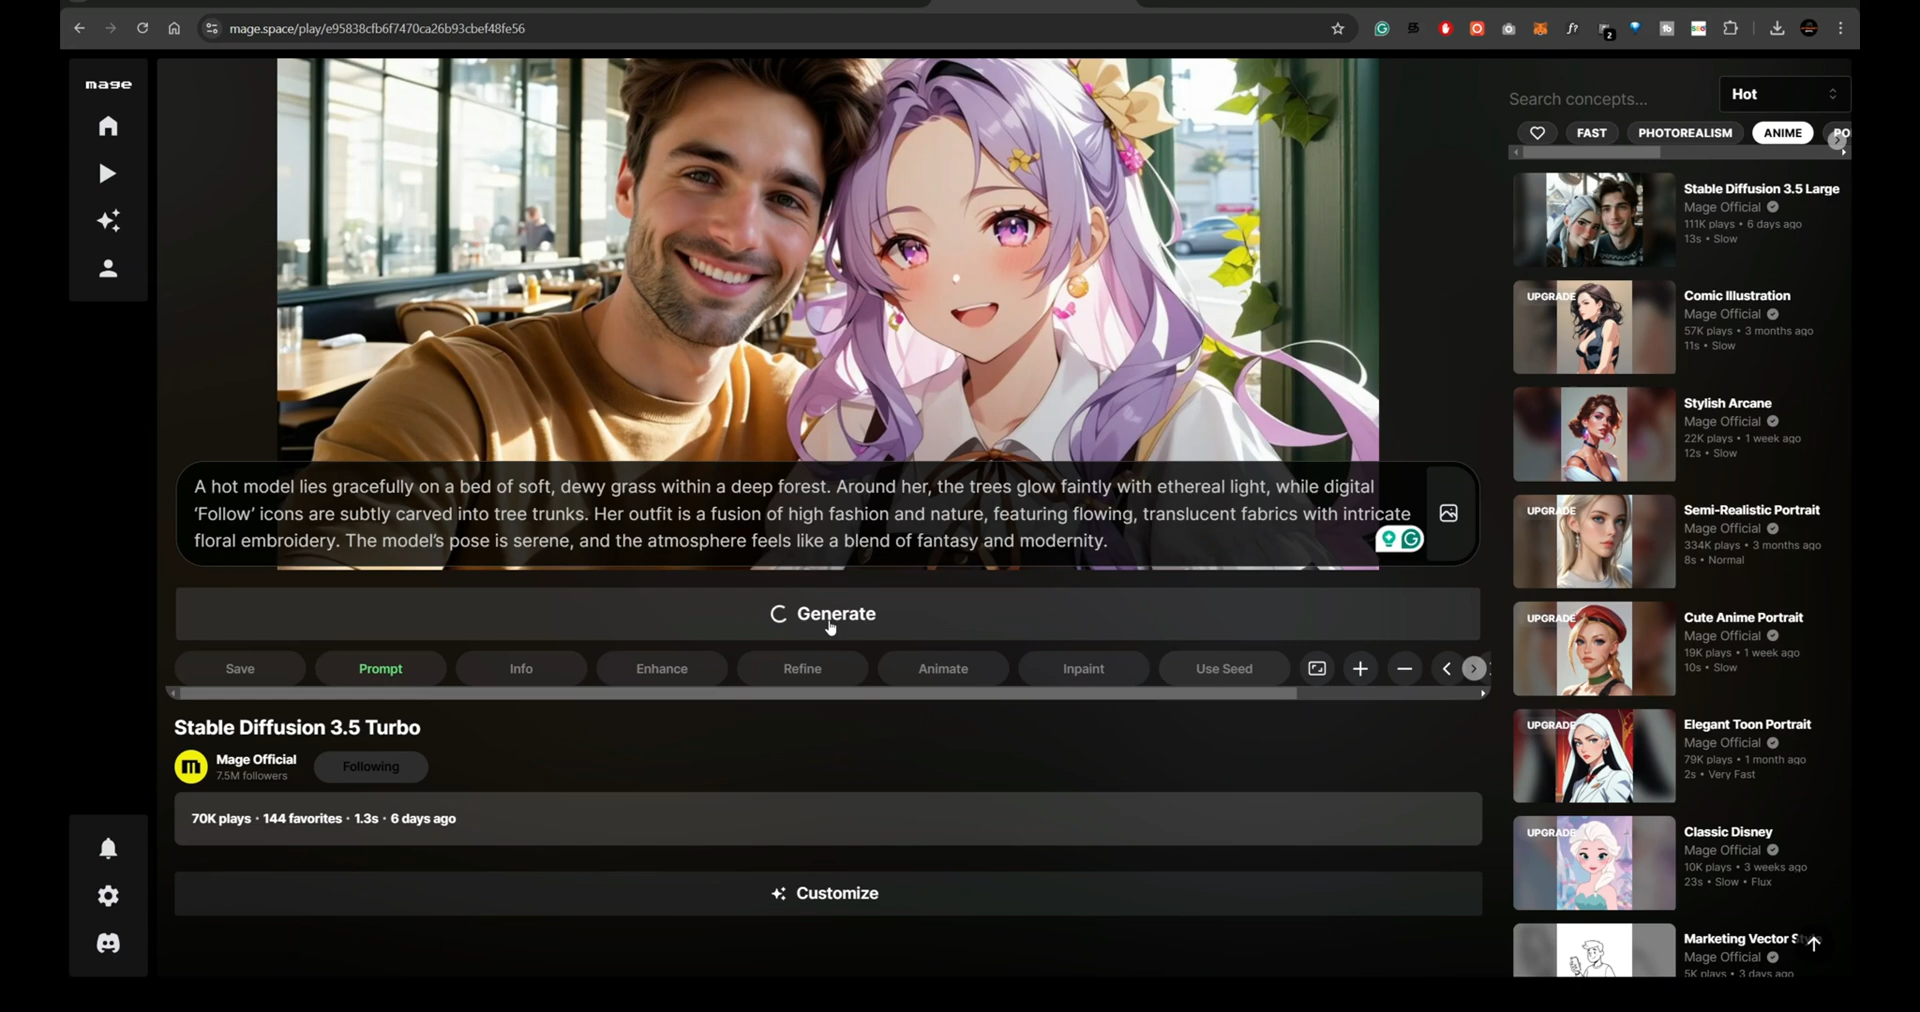 mage.space/play/e95838cfb6f7470ca26b93cbef48fe56
2
mage
A hot model lies gracefully on a bed of soft, dewy grass within a deep forest. Around her, the trees glow faintly with ethereal light, while digital
‘Follow’ icons are subtly carved into tree trunks. Her outfit is a fusion of high fashion and nature, featuring flowing, translucent fabrics with intricate
floral embroidery. The model’s pose is serene, and the atmosphere feels like a blend of fantasy and modernity.
Generate
Save
Prompt
Info
Enhance
Refine
Animate
Inpaint
Use Seed
Stable Diffusion 3.5 Turbo
Mage Official
7.5M followers
Following
70K plays · 144 favorites · 1.3s · 6 days ago
Customize
Search concepts...
Hot
FAST
PHOTOREALISM
ANIME
PO
Stable Diffusion 3.5 Large
Mage Official
111K plays • 6 days ago
13s • Slow
UPGRADE
Comic Illustration
Mage Official
57K plays • 3 months ago
11s • Slow
Stylish Arcane
Mage Official
22K plays • 1 week ago
12s • Slow
UPGRADE
Semi-Realistic Portrait
Mage Official
334K plays • 3 months ago
8s • Normal
UPGRADE
Cute Anime Portrait
Mage Official
19K plays • 1 week ago
10s • Slow
UPGRADE
Elegant Toon Portrait
Mage Official
79K plays • 1 month ago
2s • Very Fast
UPGRADE
Classic Disney
Mage Official
10K plays • 3 weeks ago
23s • Slow • Flux
Marketing Vector
Mage Official
5K plays • 3 days ago